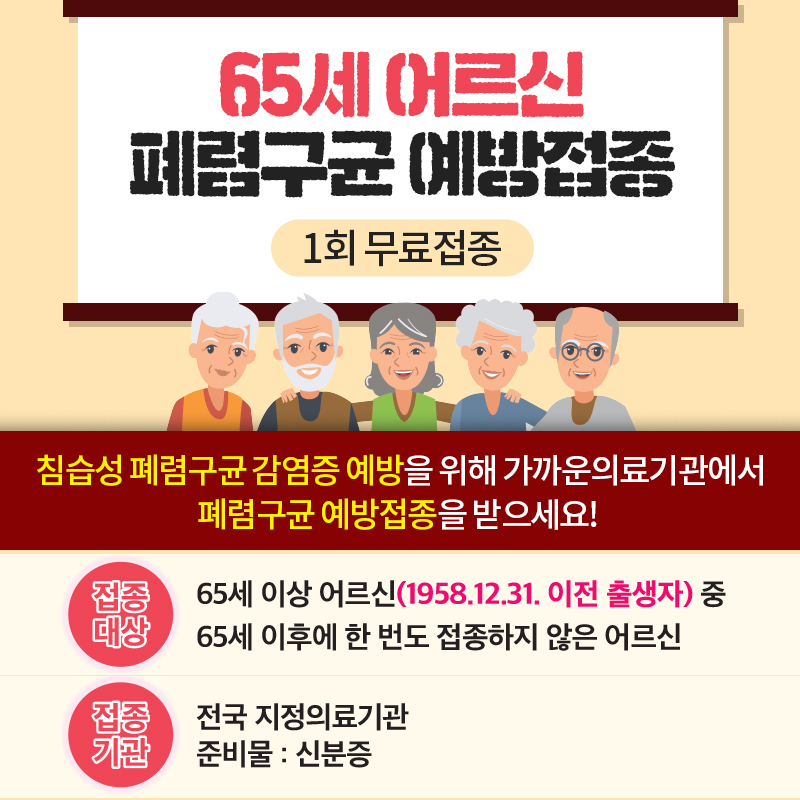 65세 어르신
폐렴구균 예방접종
1회 무료접종
침습성 폐렴구균 감염증 예방을 위해 가까운의료기관에서
폐렴구균 예방접종을 받으세요!
접종
대상
65세 이상 어르신(1958.12.31. 이전 출생자) 중
65세 이후에 한 번도 접종하지 않은 어르신
접종
기관
전국 지정의료기관
준비물 : 신분증